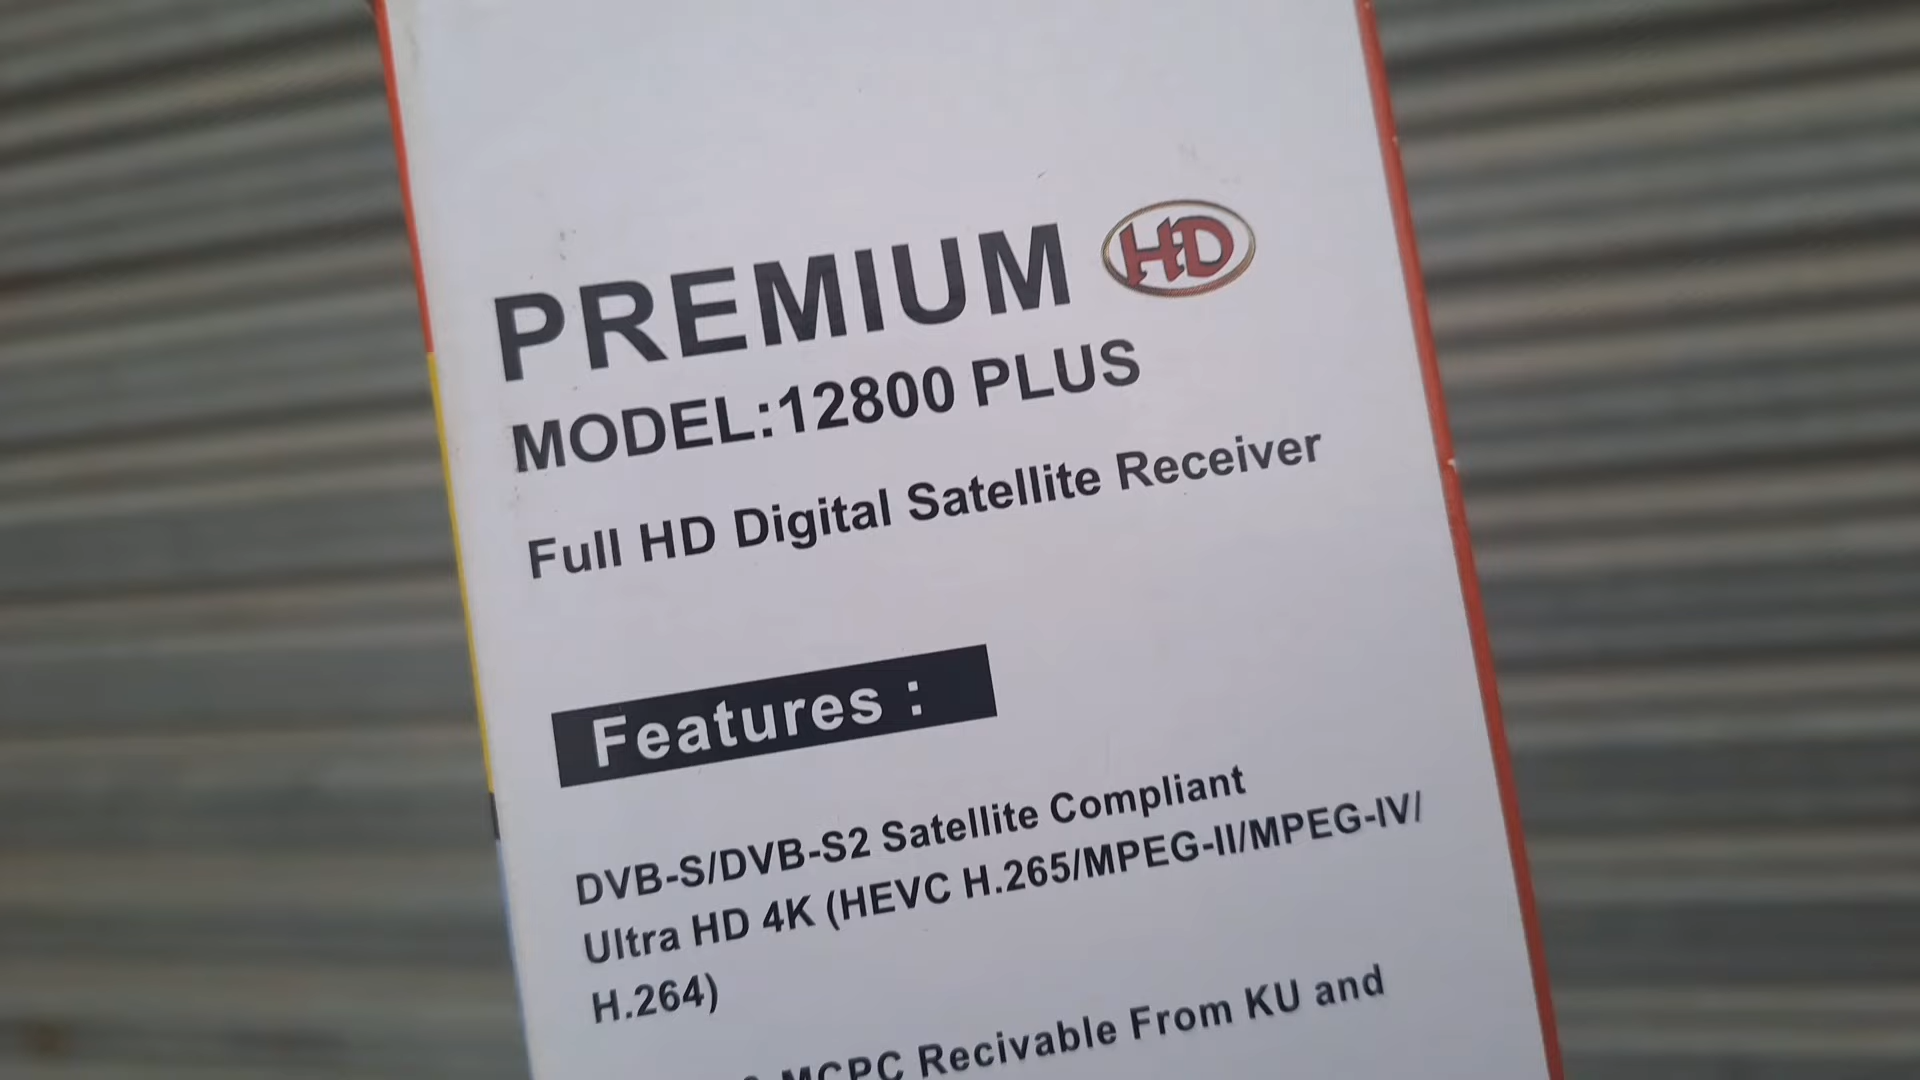 PREMIUM HD
MODEL:12800 PLUS
Full HD Digital Satellite Receiver
Features :
DVB-S/DVB-S2 Satellite Compliant
Ultra HD 4K (HEVC H.265/MPEG-II/MPEG-IV/
H.264)
MCPC Recivable From KU and